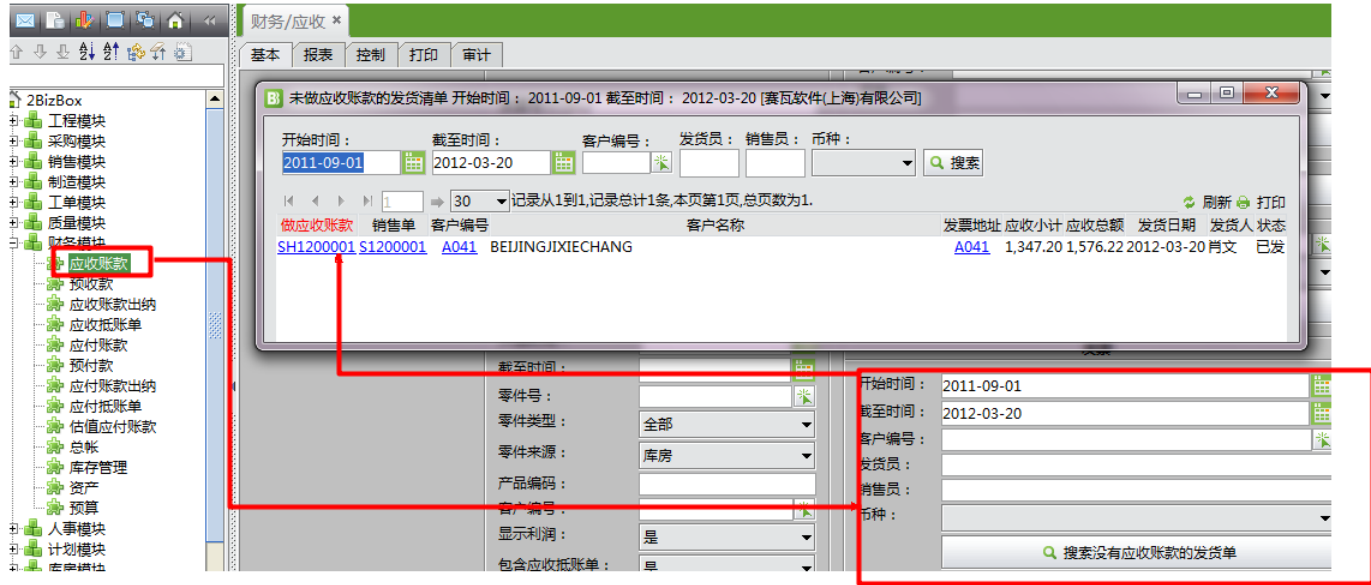 财务/应收
基本 报表 控制 打印 审计
2BizBox
工程模块
采购模块
销售模块
制造模块
工单模块
质量模块
财务模块
应收账款
预收款
应收账款出纳
应收抵账单
应付账款
预付款
应付账款出纳
应付抵账单
估值应付账款
总帐
库存管理
资产
预算
人事模块
计划模块
库房模块
未做应收账款的发货清单 开始时间： 2011-09-01 截至时间： 2012-03-20 [赛瓦软件(上海)有限公司]
开始时间： 截至时间： 客户编号： 发货员： 销售员： 币种：
2011-09-01 2012-03-20 搜索
1 30 记录从1到1,记录总计1条,本页第1页,总页数为1. 刷新 打印
做应收账款 销售单 客户编号 客户名称 发票地址 应收小计 应收总额 发货日期 发货人 状态
SH1200001 S1200001 A041 BEIJINGJIXIECHANG A041 1,347.20 1,576.22 2012-03-20 肖文 已发
截至时间：
零件号：
零件类型： 全部
零件来源： 库房
产品编码：
客户编号：
显示利润： 是
包含应收抵账单： 是
开始时间： 2011-09-01
截至时间： 2012-03-20
客户编号：
发货员：
销售员：
币种：
搜索没有应收账款的发货单